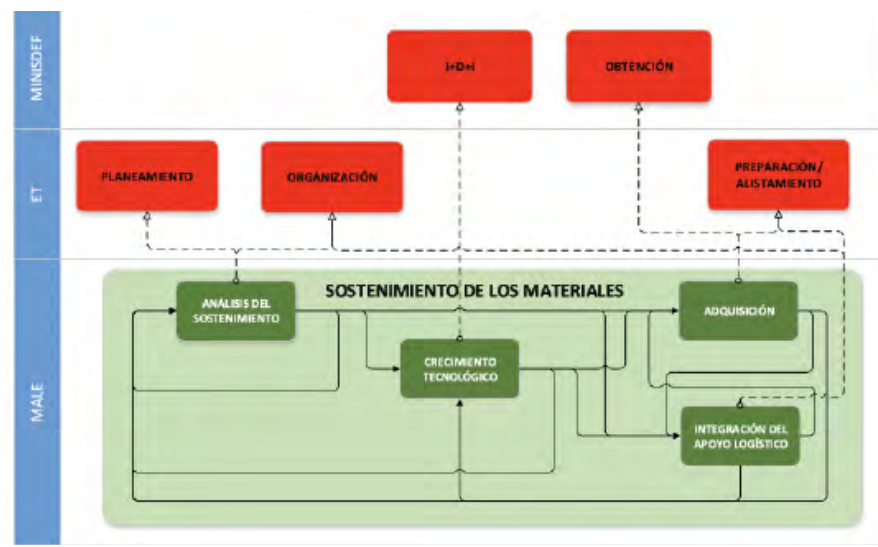 MINISDEF
i+D+i
OBTENCIÓN
ET
PLANEAMIENTO
ORGANIZACIÓN
PREPARACIÓN/
ALISTAMIENTO
MALE
SOSTENIMIENTO DE LOS MATERIALES
ANÁLISIS DEL
SOSTENIMIENTO
ADQUISICIÓN
CRECIMIENTO
TECNOLÓGICO
INTEGRACIÓN DEL
APOYO LOGÍSTICO